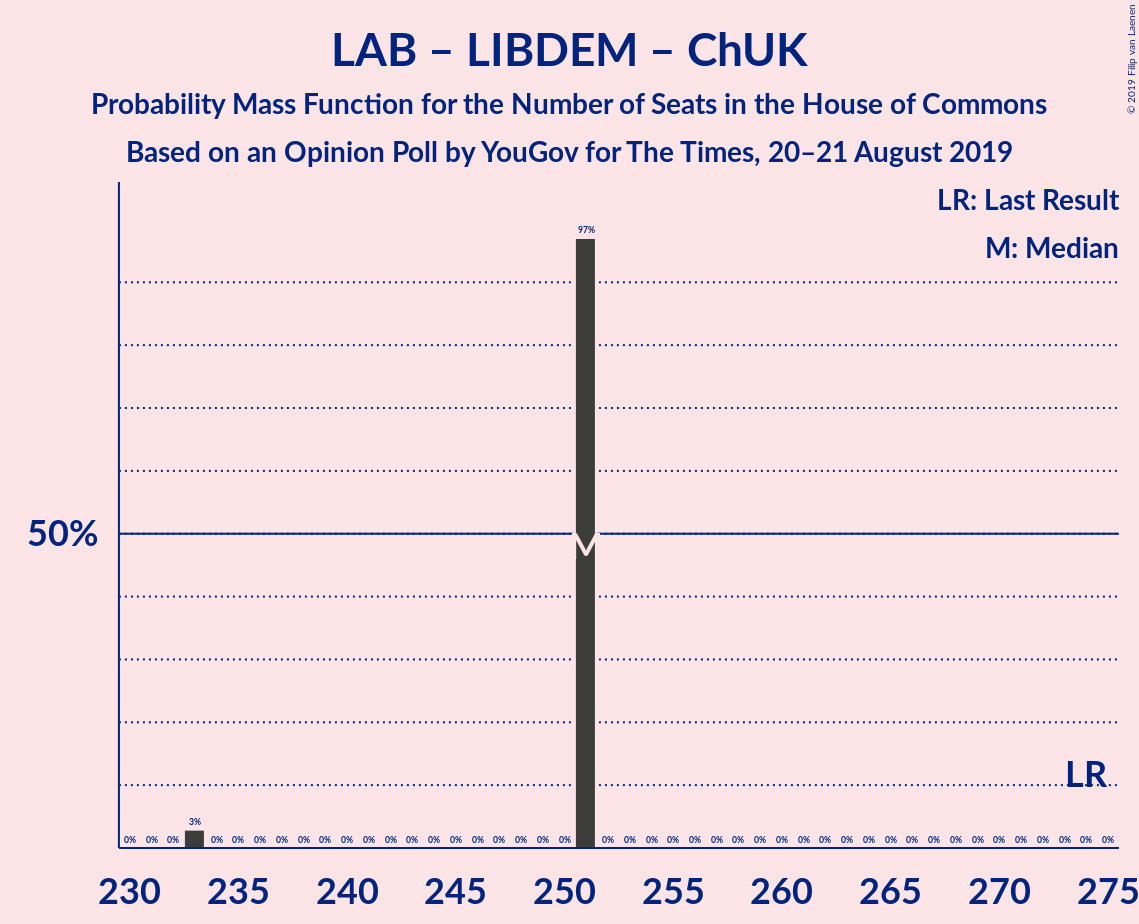 LAB – LIBDEM – ChUK
Probability Mass Function for the Number of Seats in the House of Commons
Based on an Opinion Poll by YouGov for The Times, 20–21 August 2019
© 2019 Filip van Laenen
LR: Last Result
M: Median
97%
50%
LR
3%
0% 0% 0% 0% 0% 0% 0% 0% 0% 0% 0% 0% 0% 0% 0% 0% 0% 0% 0% 0% 0% 0% 0% 0% 0% 0% 0% 0% 0% 0% 0% 0% 0% 0% 0% 0% 0% 0% 0% 0% 0% 0% 0% 0%
230 235 240 245 250 255 260 265 270 275